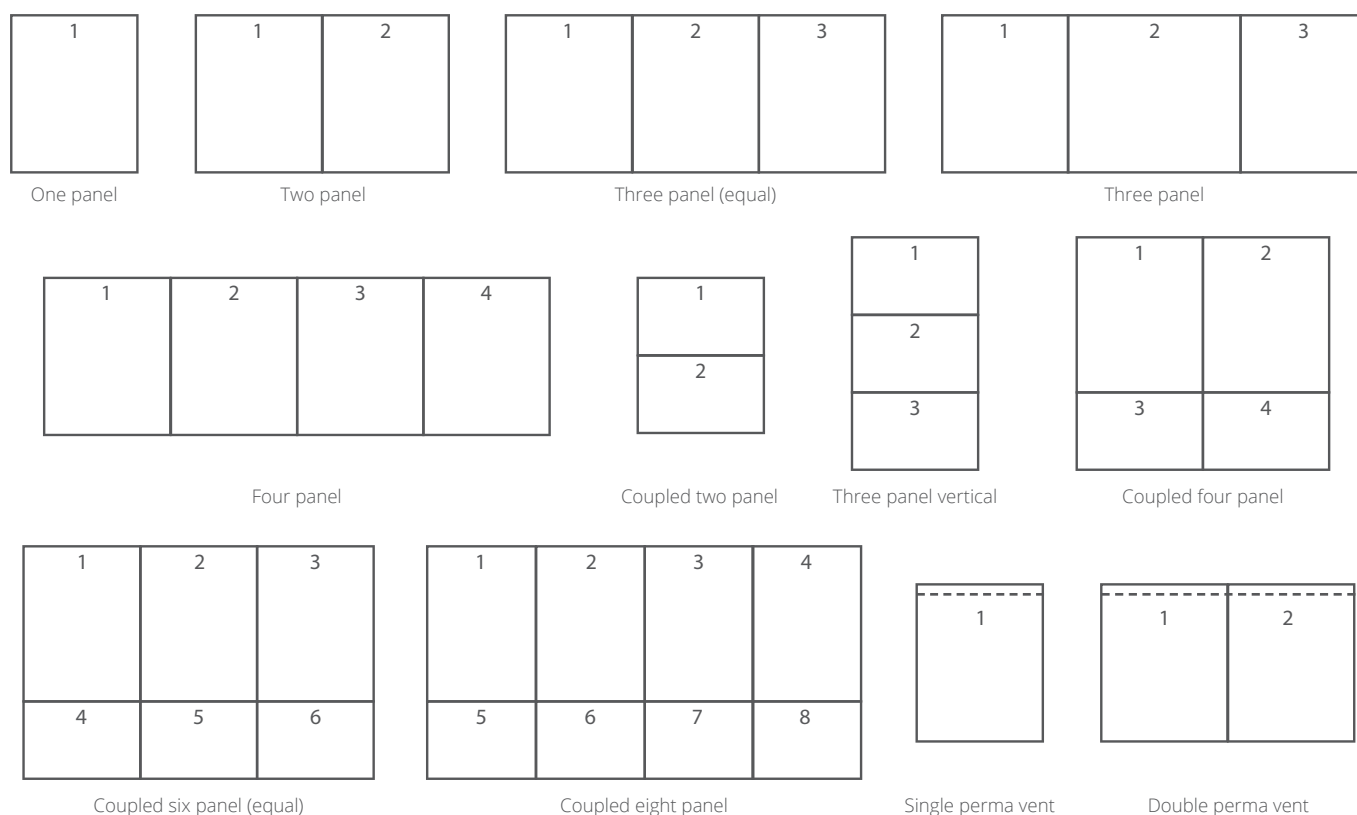 1
1 2
1 2 3
1 2 3
One panel
Two panel
Three panel (equal)
Three panel
1 2 3 4
1
2
1
2
3
1 2
3 4
Four panel
Coupled two panel
Three panel vertical
Coupled four panel
1 2 3
4 5 6
1 2 3 4
5 6 7 8
1
1 2
Coupled six panel (equal)
Coupled eight panel
Single perma vent
Double perma vent